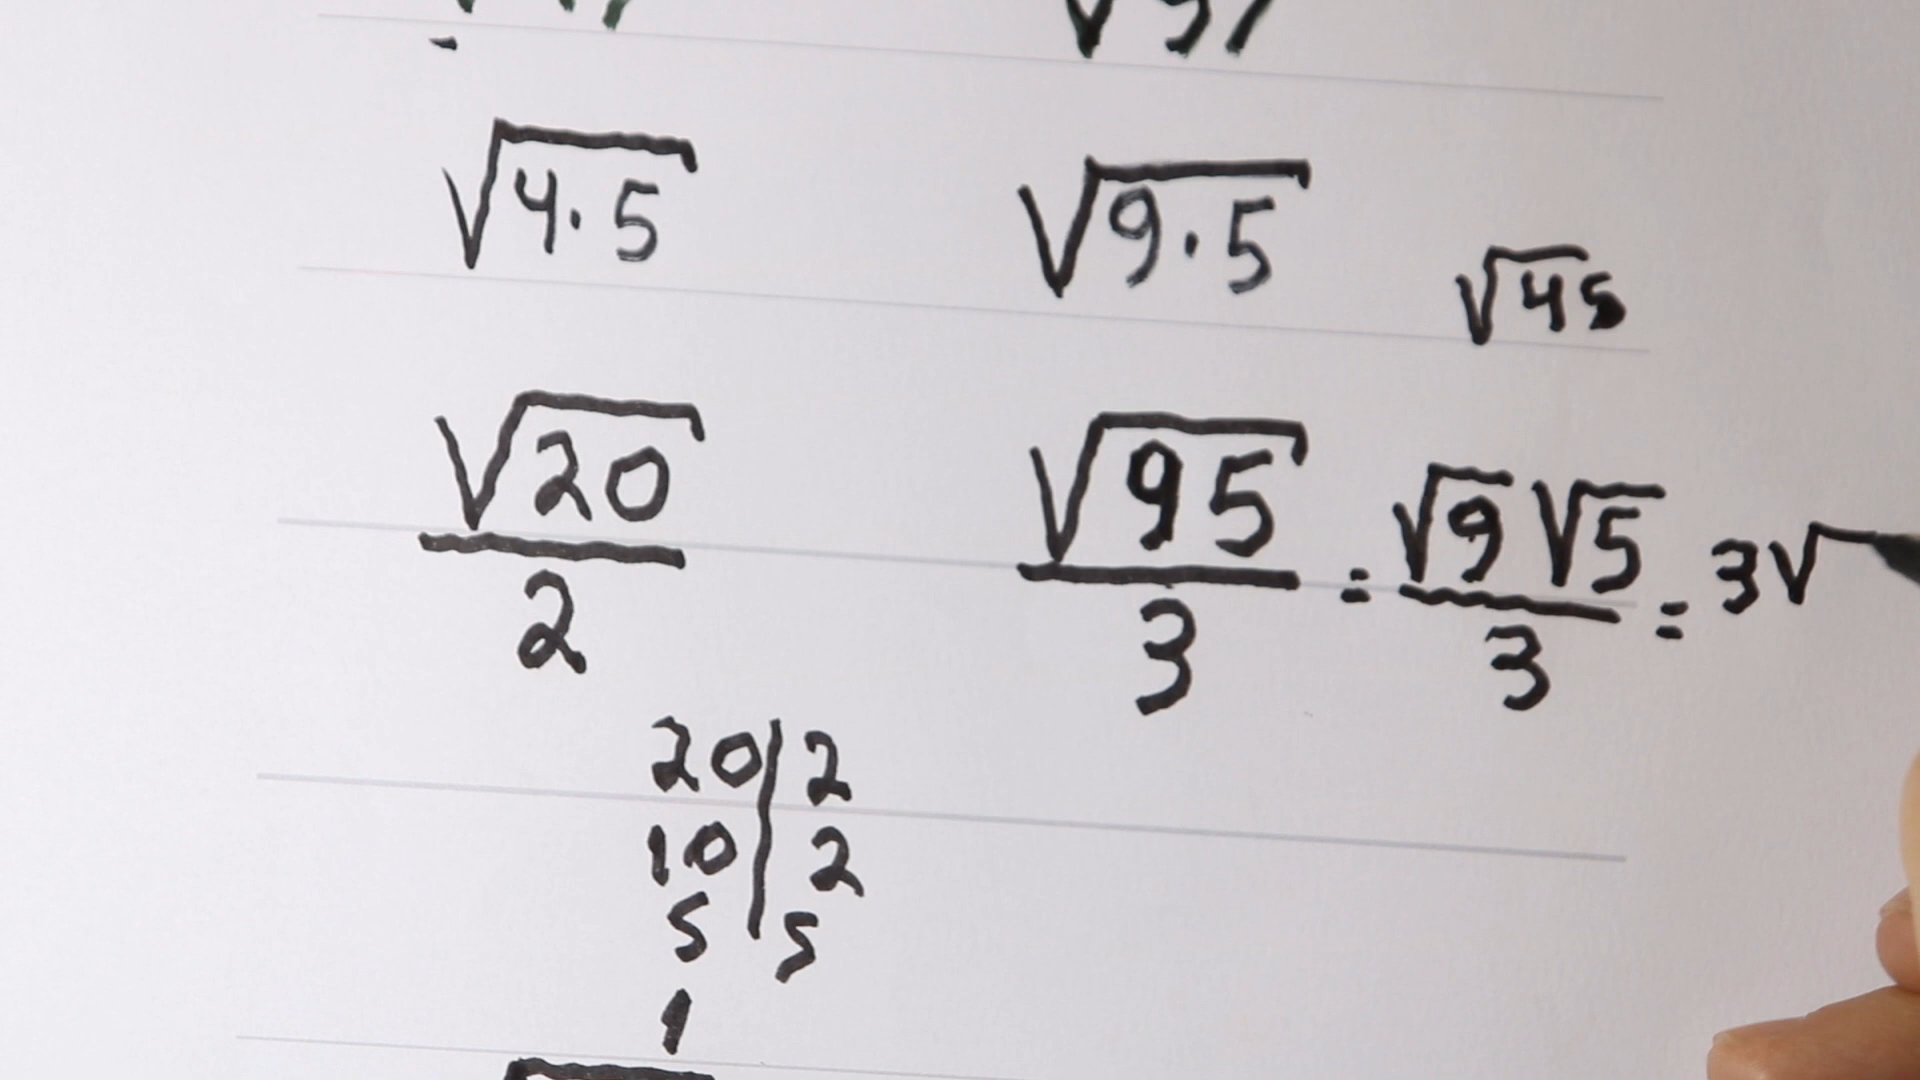 √4·5 √9·5 √45
√20/2 √95/3 = √9 √5/3 = 3√
20|2
10|2
5|5
1